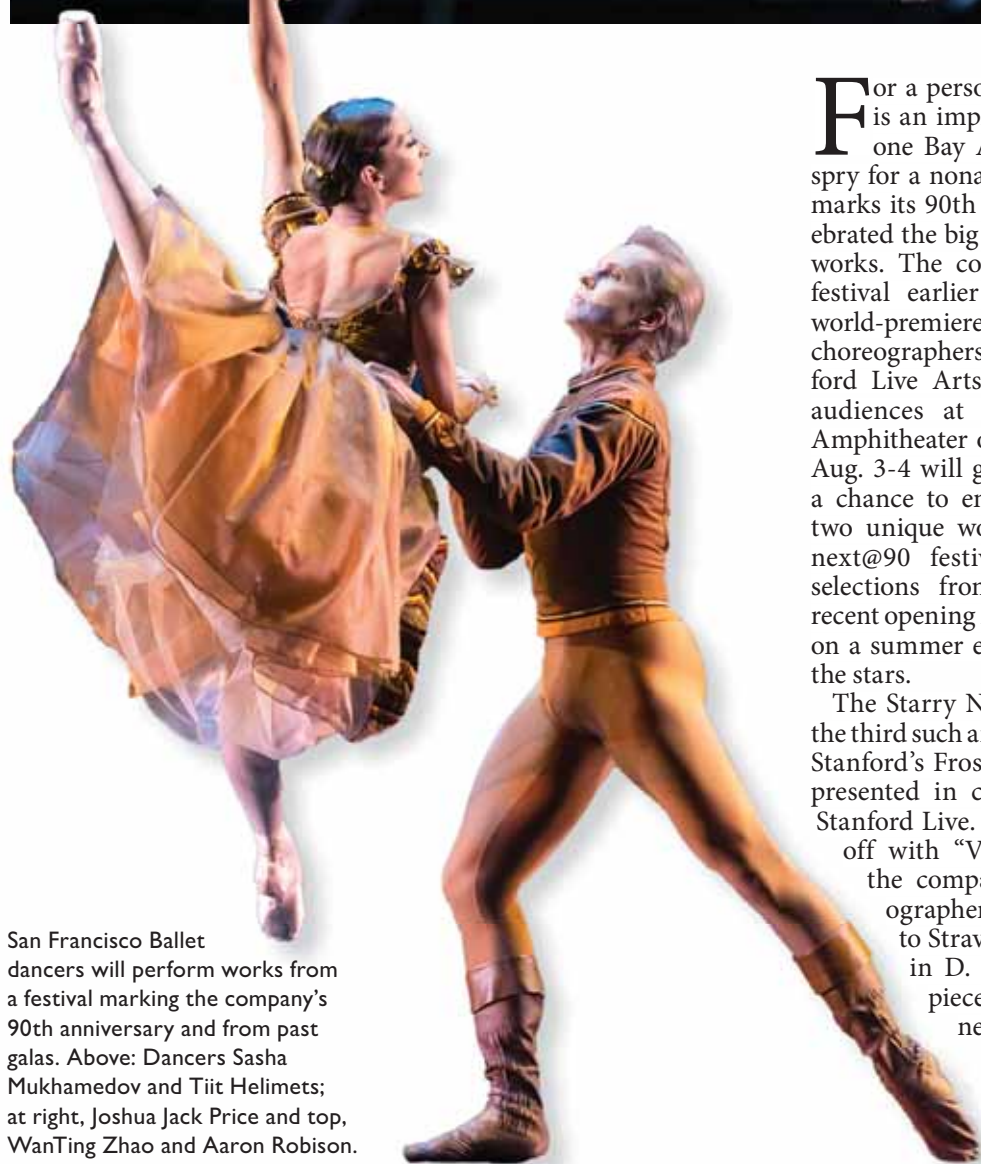 For a perso
is an imp
one Bay A
spry for a nona
marks its 90th
ebrated the big
works. The co
festival earlier
world-premiere
choreographers
ford Live Arts
audiences at
Amphitheater o
Aug. 3-4 will g
a chance to en
two unique wo
next@90 festiv
selections fron
recent opening
on a summer e
the stars.
The Starry N
the third such a
Stanford's Fros
presented in c
Stanford Live.
off with “V
the compa
ographer
to Strav
in D.
piece
ne
San Francisco Ballet
dancers will perform works from
a festival marking the company's
90th anniversary and from past
galas. Above: Dancers Sasha
Mukhamedov and Tiit Helimets;
at right, Joshua Jack Price and top,
WanTing Zhao and Aaron Robison.